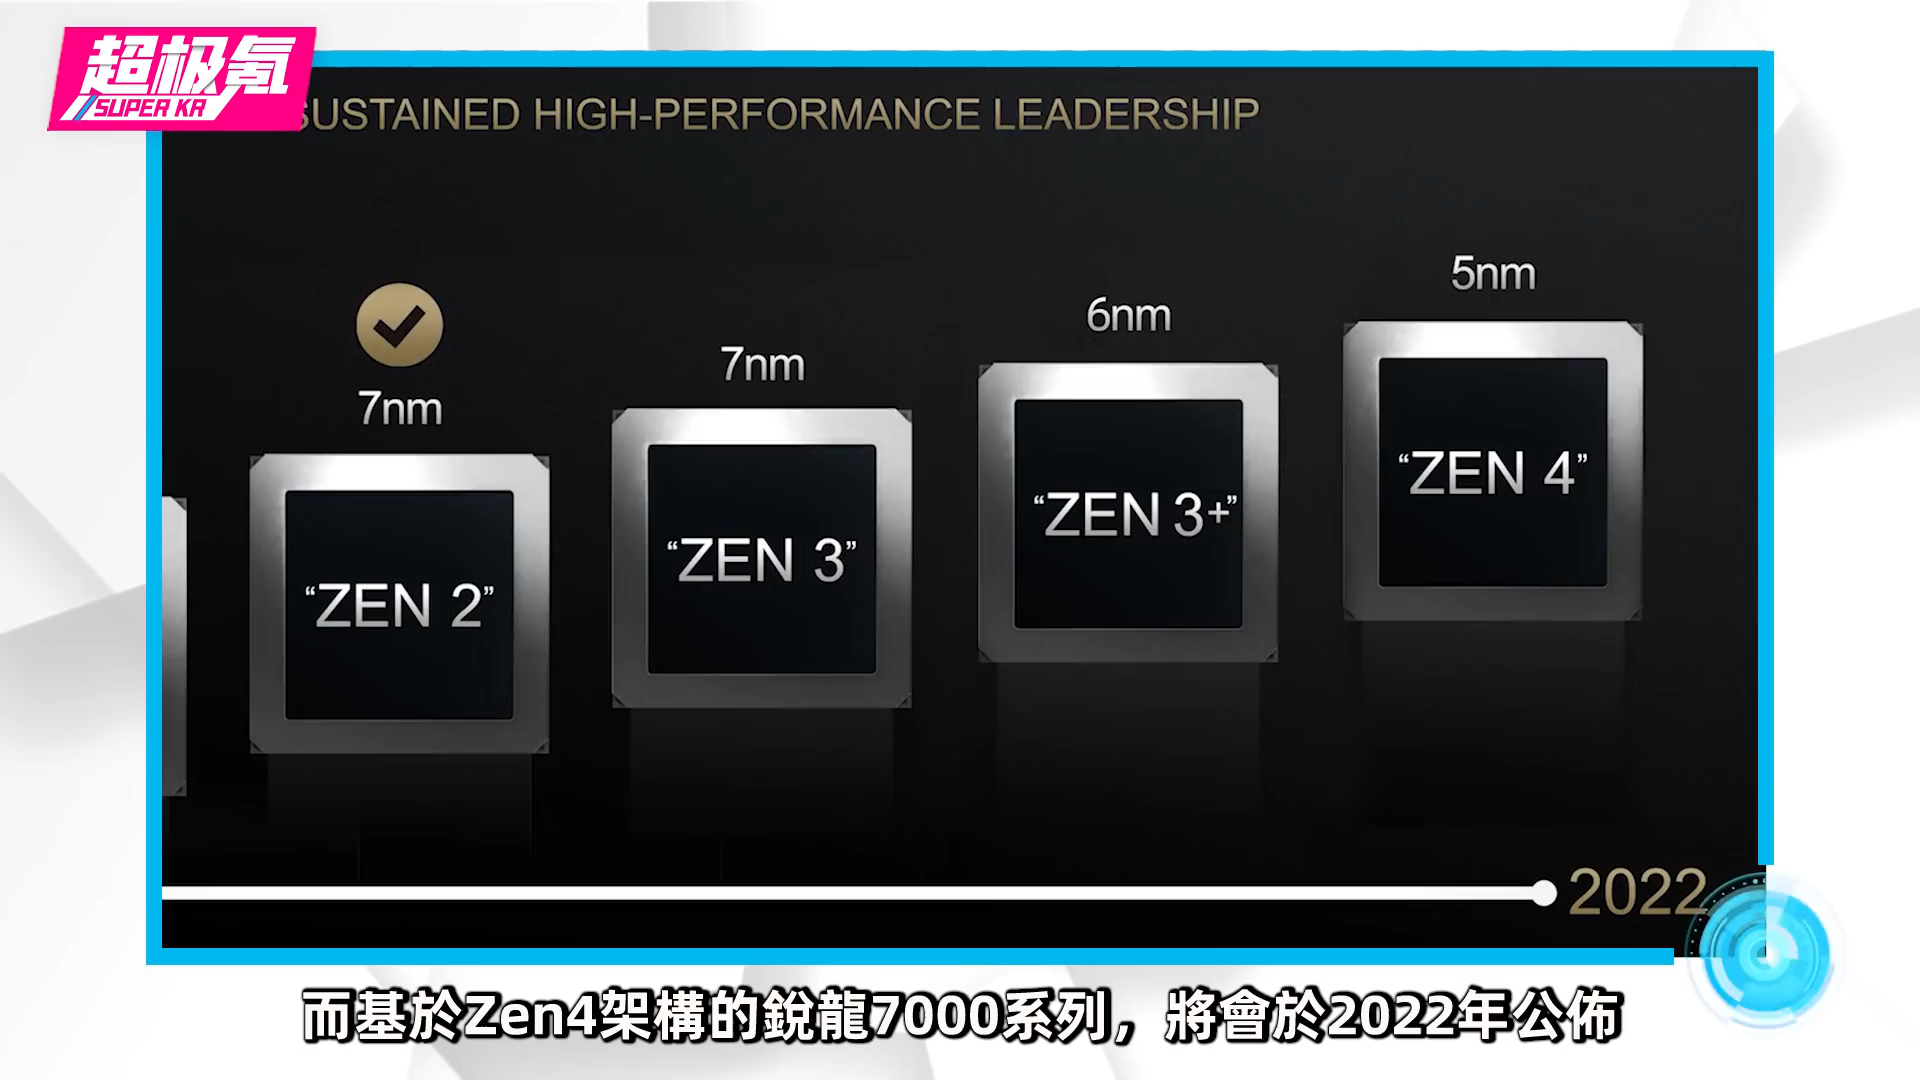 超极氪
SUPER KR
SUSTAINED HIGH-PERFORMANCE LEADERSHIP
7nm
"ZEN 2"
7nm
"ZEN 3"
6nm
"ZEN 3+"
5nm
"ZEN 4"
2022
而基於Zen4架構的銳龍7000系列，將會於2022年公佈